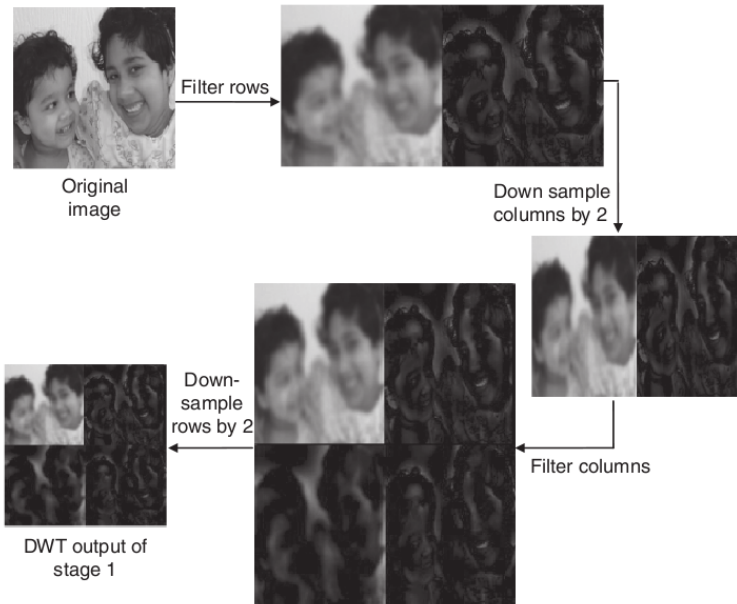 Filter rows
Original
image
Down sample
columns by 2
Filter columns
Down-
sample
rows by 2
DWT output of
stage 1